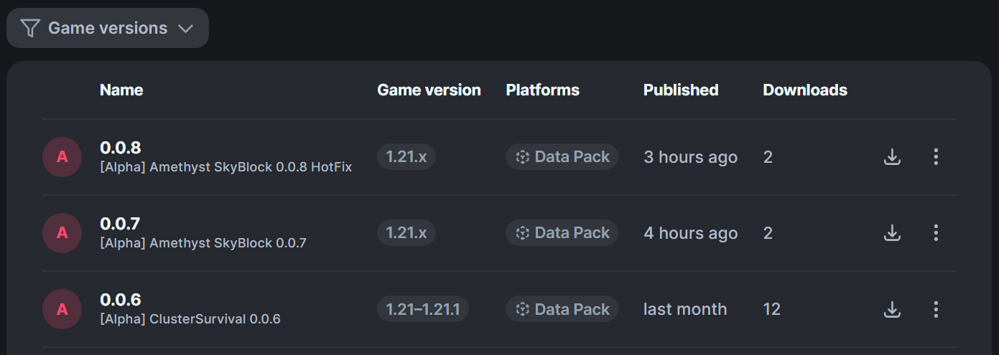 Game versions
Name Game version Platforms Published Downloads
A 0.0.8 1.21.x Data Pack 3 hours ago 2
[Alpha] Amethyst SkyBlock 0.0.8 HotFix
A 0.0.7 1.21.x Data Pack 4 hours ago 2
[Alpha] Amethyst SkyBlock 0.0.7
A 0.0.6 1.21–1.21.1 Data Pack last month 12
[Alpha] ClusterSurvival 0.0.6